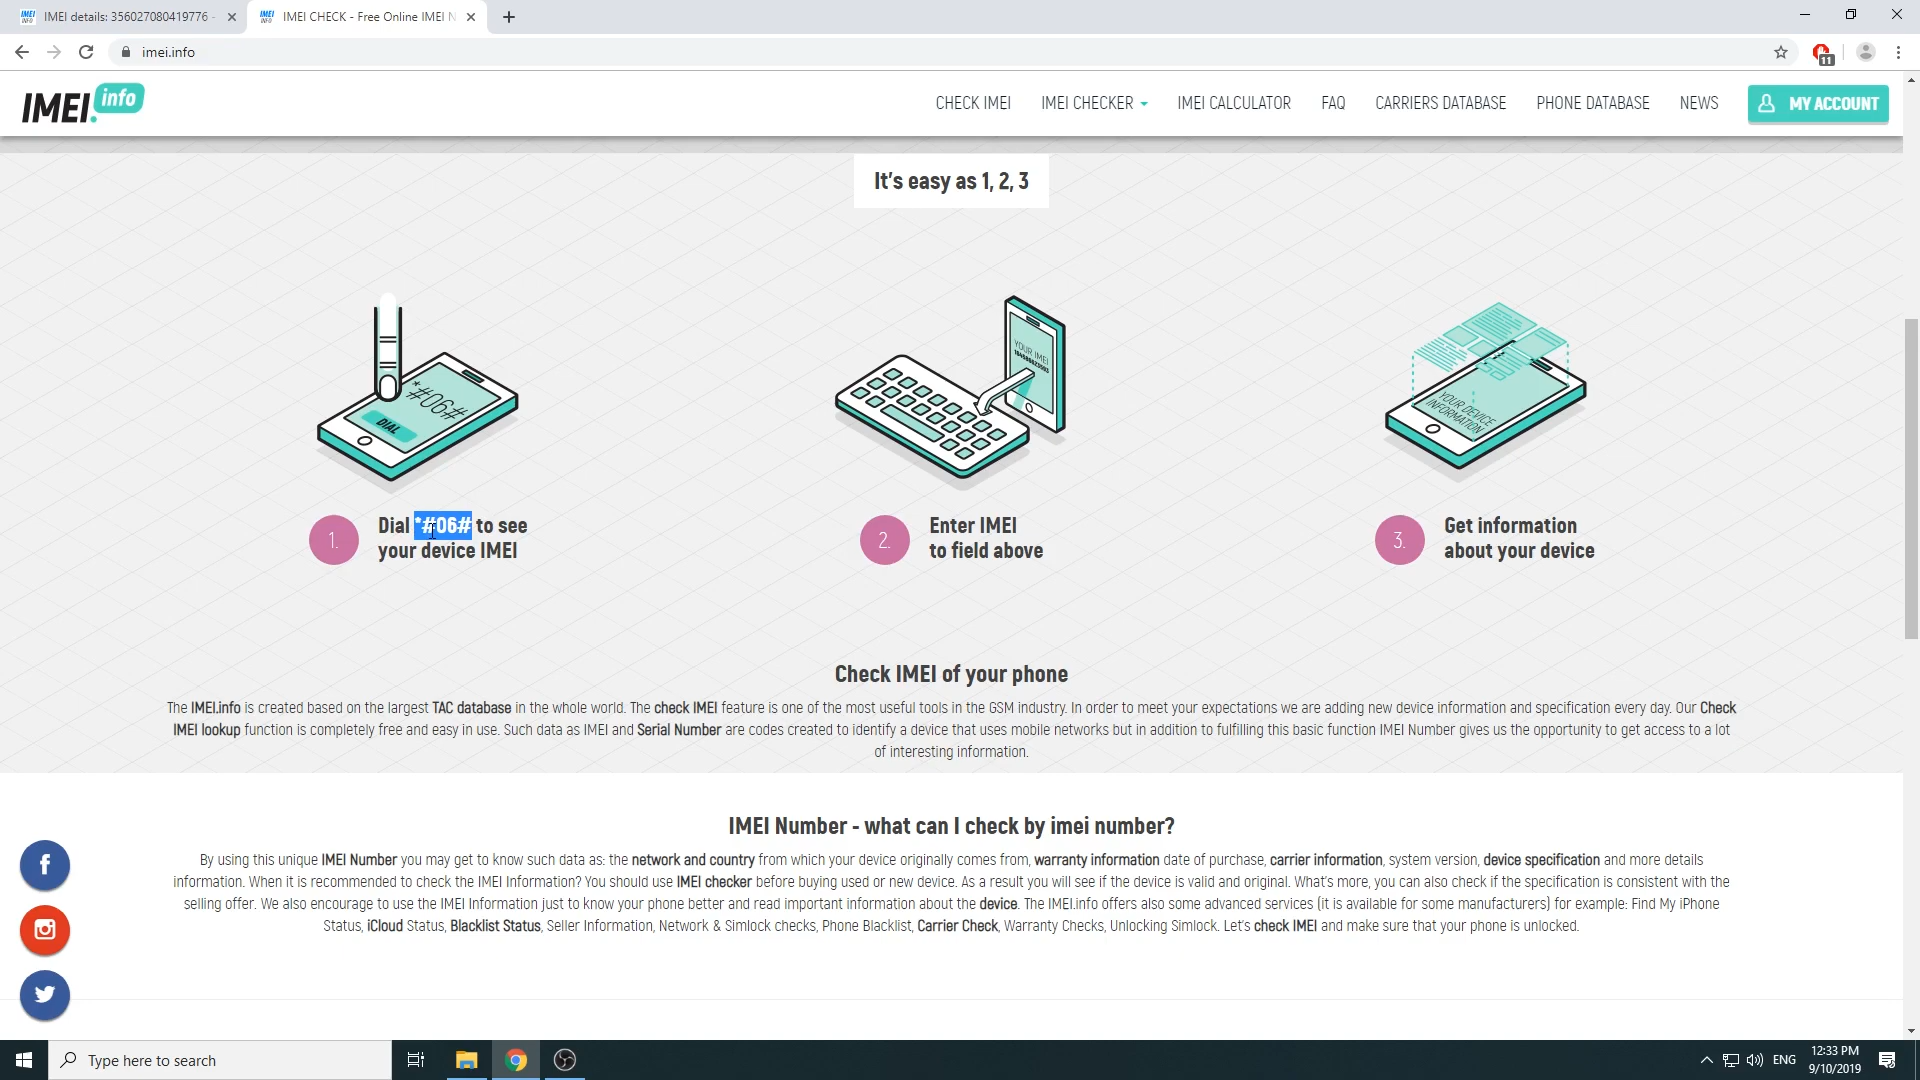 IMEI details: 356027080419776 -
IMEI CHECK - Free Online IMEI N
imei.info
11
IMEI.info
CHECK IMEI
IMEI CHECKER
IMEI CALCULATOR
FAQ
CARRIERS DATABASE
PHONE DATABASE
NEWS
MY ACCOUNT
It's easy as 1, 2, 3
*#06#
DIAL
YOUR IMEI
YOUR DEVICE
INFORMATION
1.
Dial *#06# to see
your device IMEI
2.
Enter IMEI
to field above
3.
Get information
about your device
Check IMEI of your phone
The IMEI.info is created based on the largest TAC database in the whole world. The check IMEI feature is one of the most useful tools in the GSM industry. In order to meet your expectations we are adding new device information and specification every day. Our Check
IMEI lookup function is completely free and easy in use. Such data as IMEI and Serial Number are codes created to identify a device that uses mobile networks but in addition to fulfilling this basic function IMEI Number gives us the opportunity to get access to a lot
of interesting information.
IMEI Number - what can I check by imei number?
By using this unique IMEI Number you may get to know such data as: the network and country from which your device originally comes from, warranty information date of purchase, carrier information, system version, device specification and more details
information. When it is recommended to check the IMEI Information? You should use IMEI checker before buying used or new device. As a result you will see if the device is valid and original. What's more, you can also check if the specification is consistent with the
selling offer. We also encourage to use the IMEI Information just to know your phone better and read important information about the device. The IMEI.info offers also some advanced services (it is available for some manufacturers) for example: Find My iPhone
Status, iCloud Status, Blacklist Status, Seller Information, Network & Simlock checks, Phone Blacklist, Carrier Check, Warranty Checks, Unlocking Simlock. Let's check IMEI and make sure that your phone is unlocked.
Type here to search
ENG
12:33 PM
9/10/2019